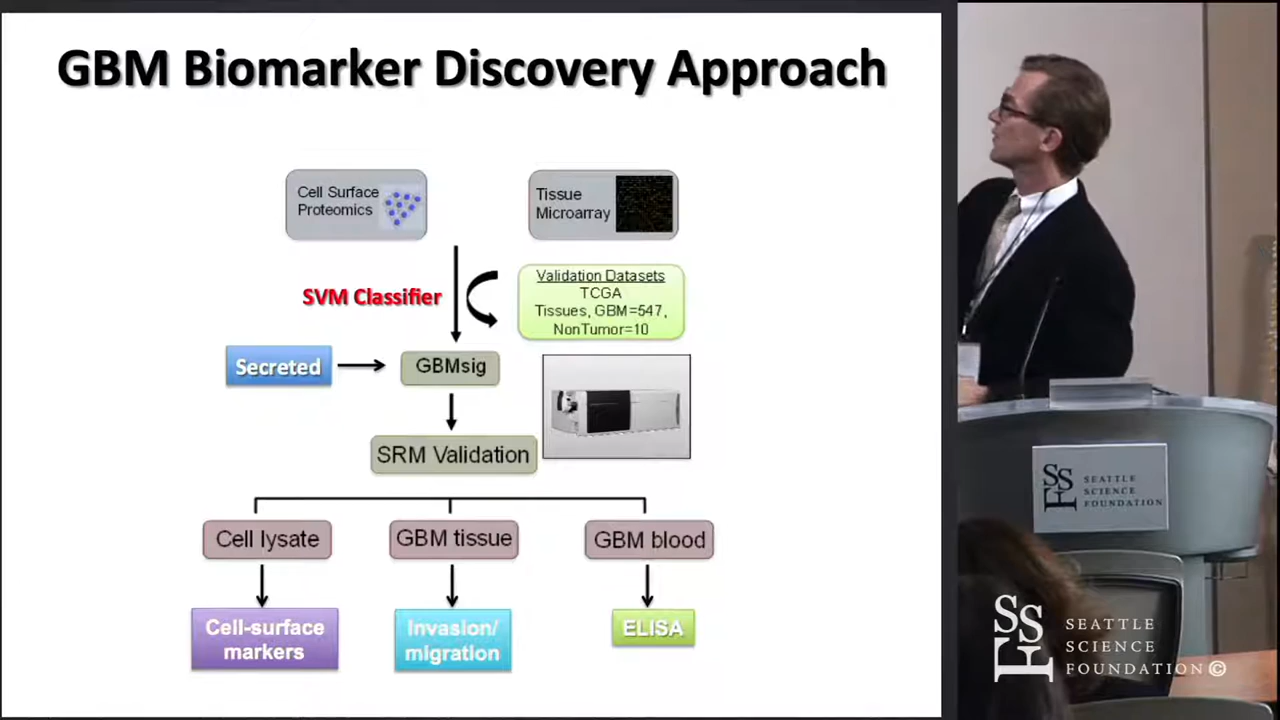 GBM Biomarker Discovery Approach
Cell Surface
Proteomics
Tissue
Microarray
SVM Classifier
Validation Datasets
TCGA
Tissues, GBM=547,
NonTumor=10
Secreted
GBMsig
SRM Validation
Cell lysate
GBM tissue
GBM blood
Cell-surface
markers
Invasion/
migration
ELISA
SSF
SEATTLE
SCIENCE
FOUNDATION
SSF
SEATTLE
SCIENCE
FOUNDATION©